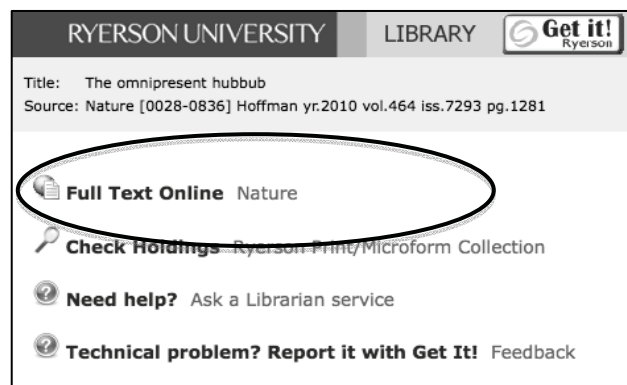 RYERSON UNIVERSITY LIBRARY Get it! Ryerson
Title: The omnipresent hubbub
Source: Nature [0028-0836] Hoffman yr.2010 vol.464 iss.7293 pg.1281
Full Text Online Nature
Check Holdings Ryerson Print/Microform Collection
Need help? Ask a Librarian service
Technical problem? Report it with Get It! Feedback